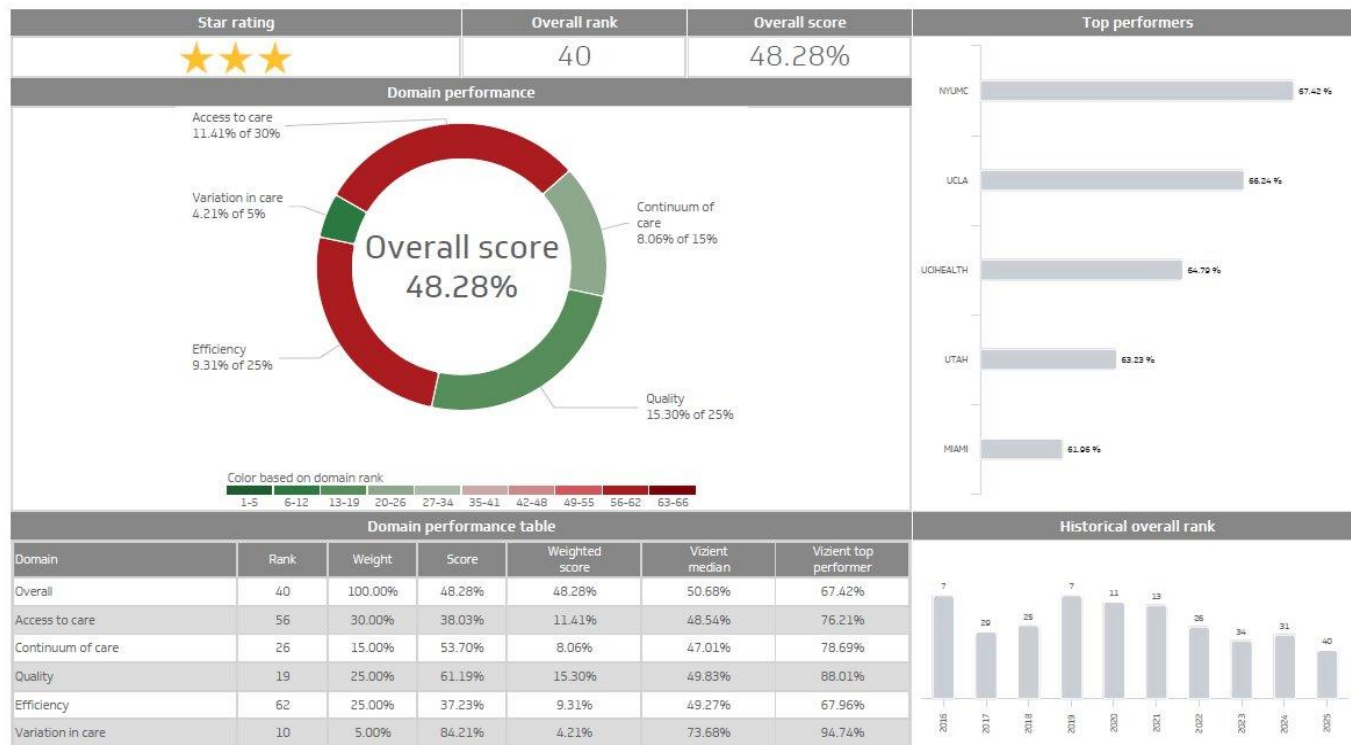 Star rating
Overall rank
Overall score
40
48.28%
Domain performance
Access to care
11.41% of 30%
Variation in care
4.21% of 5%
Continuum of
care
8.06% of 15%
Overall score
48.28%
Efficiency
9.31% of 25%
Quality
15.30% of 25%
Color based on domain rank
1-5 6-12 13-19 20-26 27-34 35-41 42-48 49-55 56-62 63-66
Top performers
NYUMC 67.42 %
UCLA 66.24 %
UCIHEALTH 64.79 %
UTAH 63.23 %
MIAMI 61.96 %
Domain performance table
Domain Rank Weight Score Weighted score Vizient median Vizient top performer
Overall 40 100.00% 48.28% 48.28% 50.68% 67.42%
Access to care 56 30.00% 38.03% 11.41% 48.54% 76.21%
Continuum of care 26 15.00% 53.70% 8.06% 47.01% 78.69%
Quality 19 25.00% 61.19% 15.30% 49.83% 88.01%
Efficiency 62 25.00% 37.23% 9.31% 49.27% 67.96%
Variation in care 10 5.00% 84.21% 4.21% 73.68% 94.74%
Historical overall rank
7 29 25 7 11 13 26 34 31 40
2016 2017 2018 2019 2020 2021 2022 2023 2024 2025